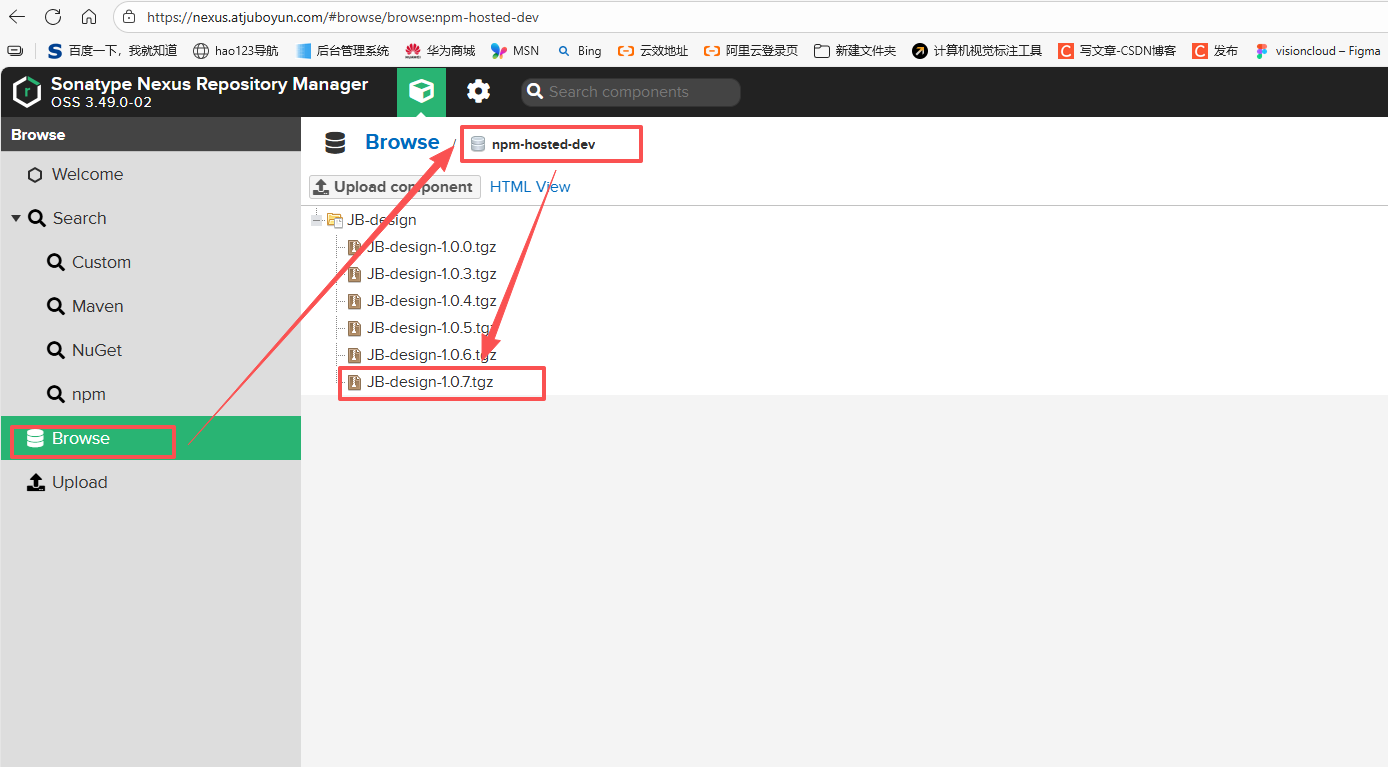 https://nexus.atjuboyun.com/#browse/browse:npm-hosted-dev
百度一下，我就知道 hao123导航 后台管理系统 华为商城 MSN Bing 云效地址 阿里云登录页 新建文件夹 计算机视觉标注工具 写文章-CSDN博客 发布 visioncloud – Figma
Sonatype Nexus Repository Manager
OSS 3.49.0-02
Search components
Browse
Browse / npm-hosted-dev
Welcome
Upload component HTML View
Search
JB-design
JB-design-1.0.0.tgz
Custom
JB-design-1.0.3.tgz
Maven
JB-design-1.0.4.tgz
JB-design-1.0.5.tgz
NuGet
JB-design-1.0.6.tgz
JB-design-1.0.7.tgz
npm
Browse
Upload